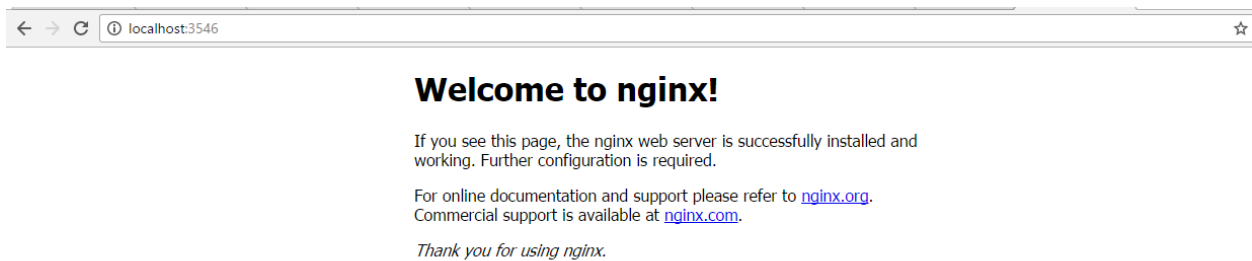 localhost:3546
Welcome to nginx!
If you see this page, the nginx web server is successfully installed and
working. Further configuration is required.
For online documentation and support please refer to nginx.org.
Commercial support is available at nginx.com.
Thank you for using nginx.